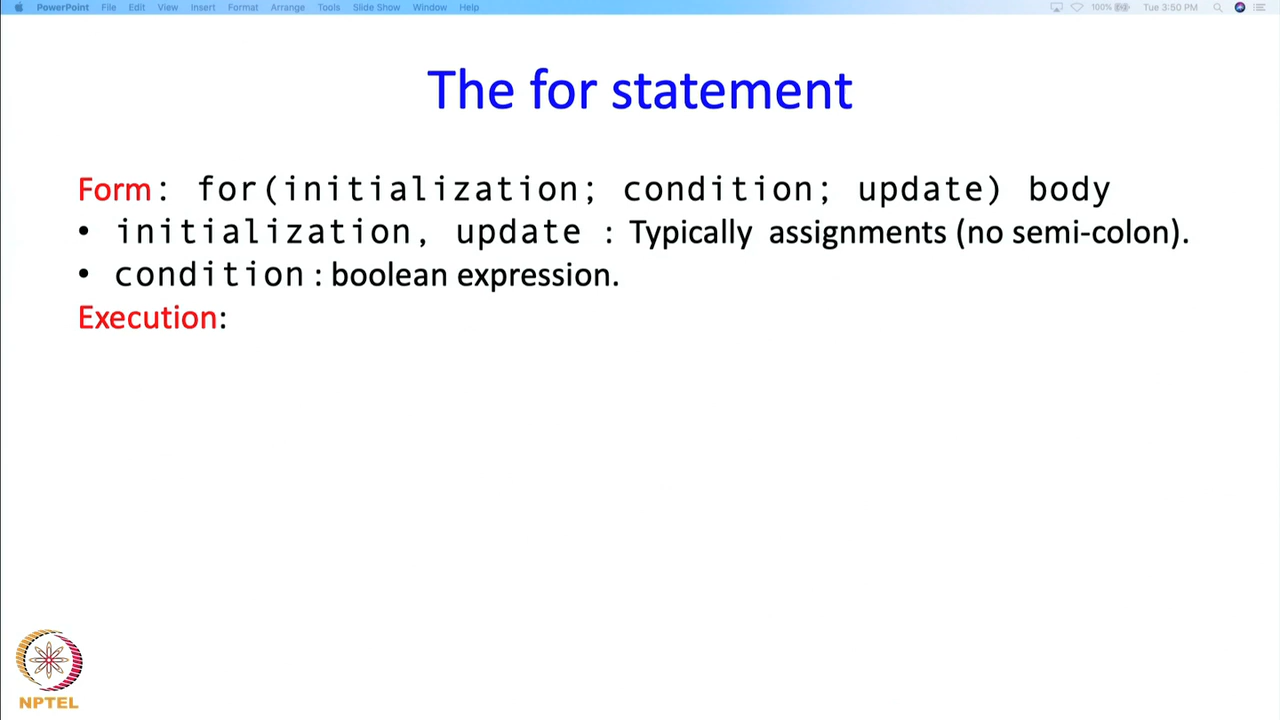 PowerPoint File Edit View Insert Format Arrange Tools Slide Show Window Help 100% Tue 3:50 PM
The for statement
Form: for(initialization; condition; update) body
• initialization, update : Typically assignments (no semi-colon).
• condition: boolean expression.
Execution:
NPTEL